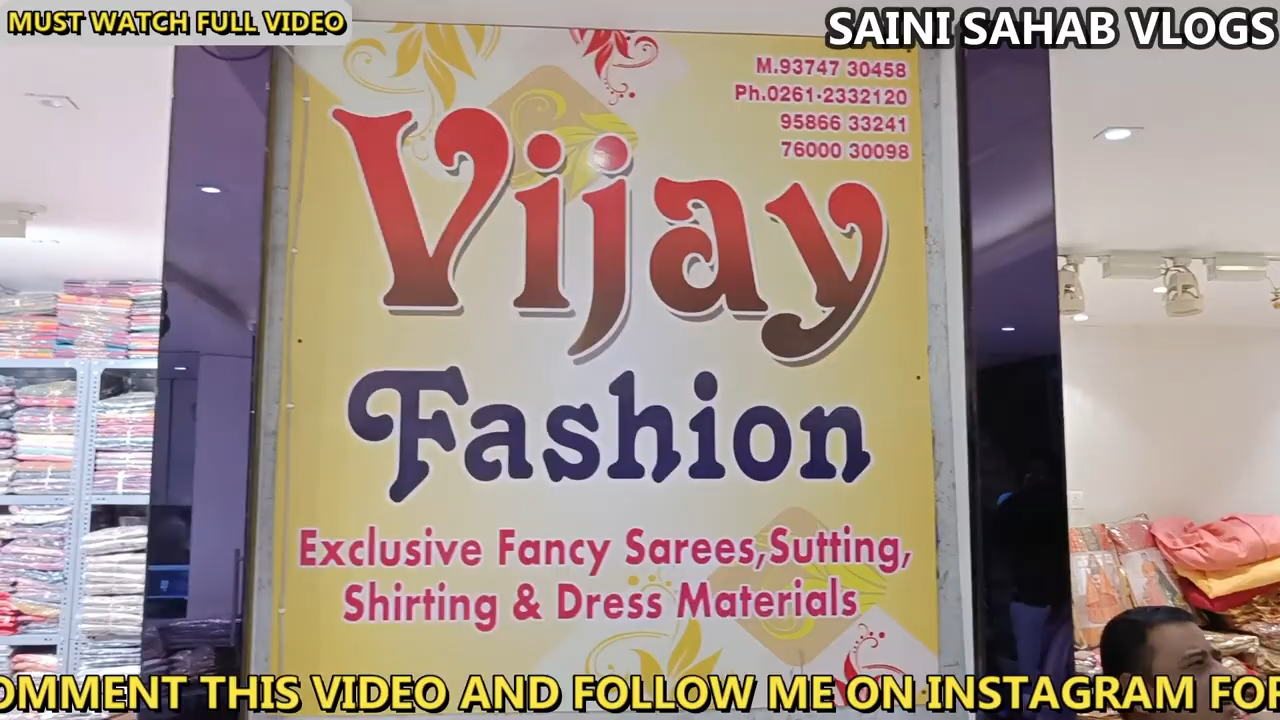 MUST WATCH FULL VIDEO
SAINI SAHAB VLOGS
M.93747 30458
Ph.0261-2332120
95866 33241
76000 30098
Vijay
Fashion
Exclusive Fancy Sarees,Sutting,
Shirting & Dress Materials
OMMENT THIS VIDEO AND FOLLOW ME ON INSTAGRAM FOR